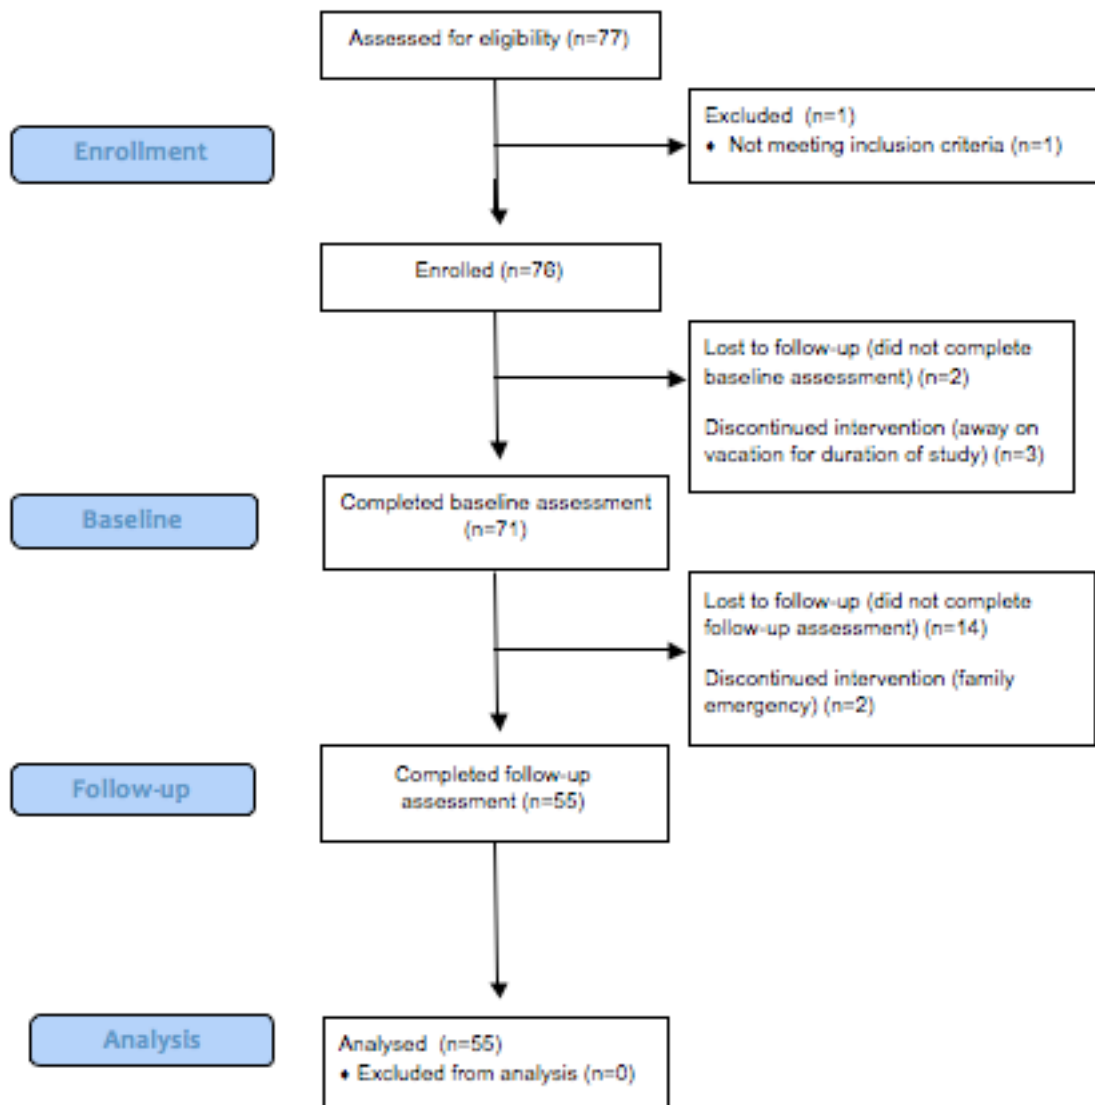 Assessed for eligibility (n=77)
Excluded (n=1)
♦ Not meeting inclusion criteria (n=1)
Enrollment
Enrolled (n=76)
Lost to follow-up (did not complete
baseline assessment) (n=2)
Discontinued intervention (away on
vacation for duration of study) (n=3)
Baseline
Completed baseline assessment
(n=71)
Lost to follow-up (did not complete
follow-up assessment) (n=14)
Discontinued intervention (family
emergency) (n=2)
Follow-up
Completed follow-up
assessment (n=55)
Analysis
Analysed (n=55)
♦ Excluded from analysis (n=0)